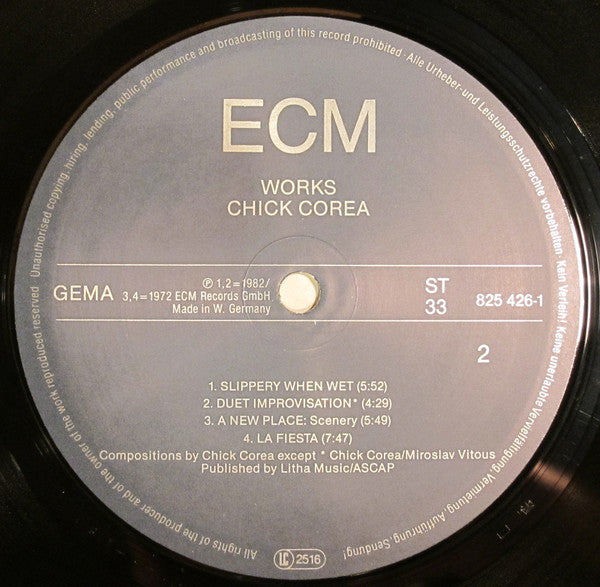 ECM
WORKS
CHICK COREA
GEMA
℗ 1,2=1982/
3,4=1972 ECM Records GmbH
Made in W. Germany
ST
33
825 426-1
2
1. SLIPPERY WHEN WET (5:52)
2. DUET IMPROVISATION* (4:29)
3. A NEW PLACE: Scenery (5:49)
4. LA FIESTA (7:47)
Compositions by Chick Corea except * Chick Corea/Miroslav Vitous
Published by Litha Music/ASCAP
All rights of the producer and of the owner of the work reproduced reserved Unauthorised copying, hiring, lending, public performance and broadcasting of this record prohibited · Alle Urheber-und Leistungsschutzrechte vorbehalten · Kein Verleih! Keine unerlaubte Vervielfältigung, Vermietung, Aufführung, Sendung!
LC 2516